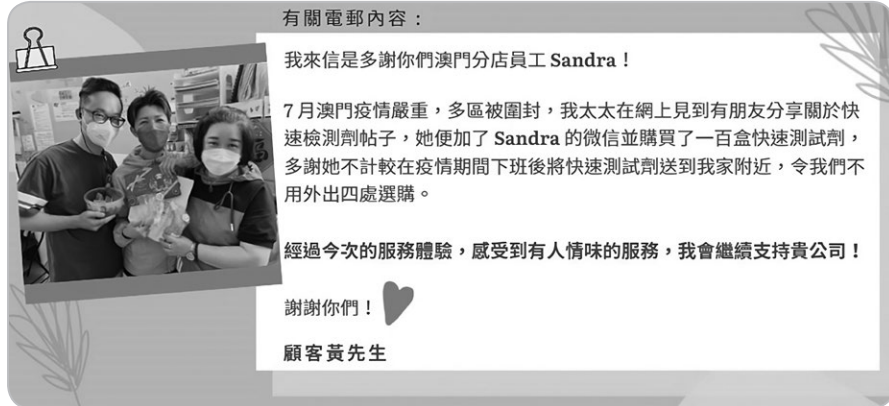 有關電郵內容：
我來信是多謝你們澳門分店員工 Sandra！
7 月澳門疫情嚴重，多區被圍封，我太太在網上見到有朋友分享關於快
速檢測劑帖子，她便加了 Sandra 的微信並購買了一百盒快速測試劑，
多謝她不計較在疫情期間下班後將快速測試劑送到我家附近，令我們不
用外出四處選購。
經過今次的服務體驗，感受到有人情味的服務，我會繼續支持貴公司！
謝謝你們！
顧客黃先生